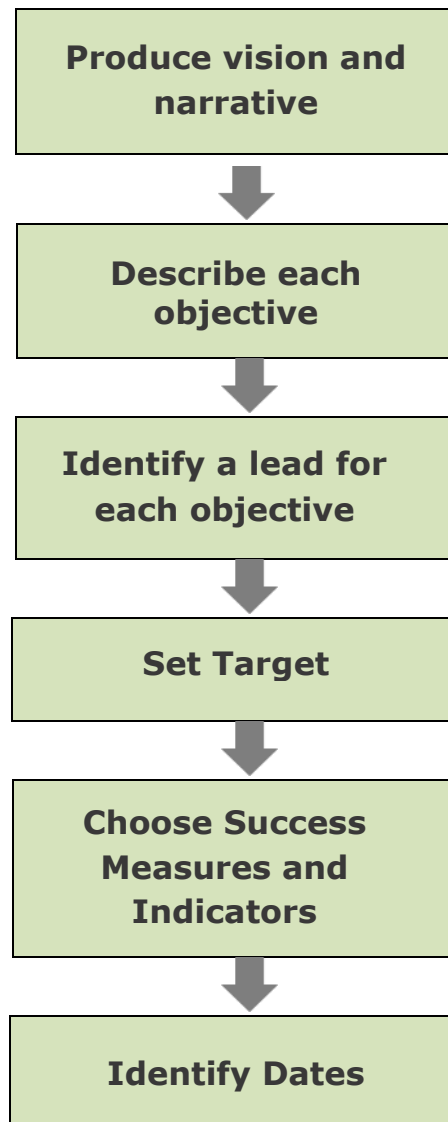 Produce vision and
narrative
Describe each
objective
Identify a lead for
each objective
Set Target
Choose Success
Measures and
Indicators
Identify Dates